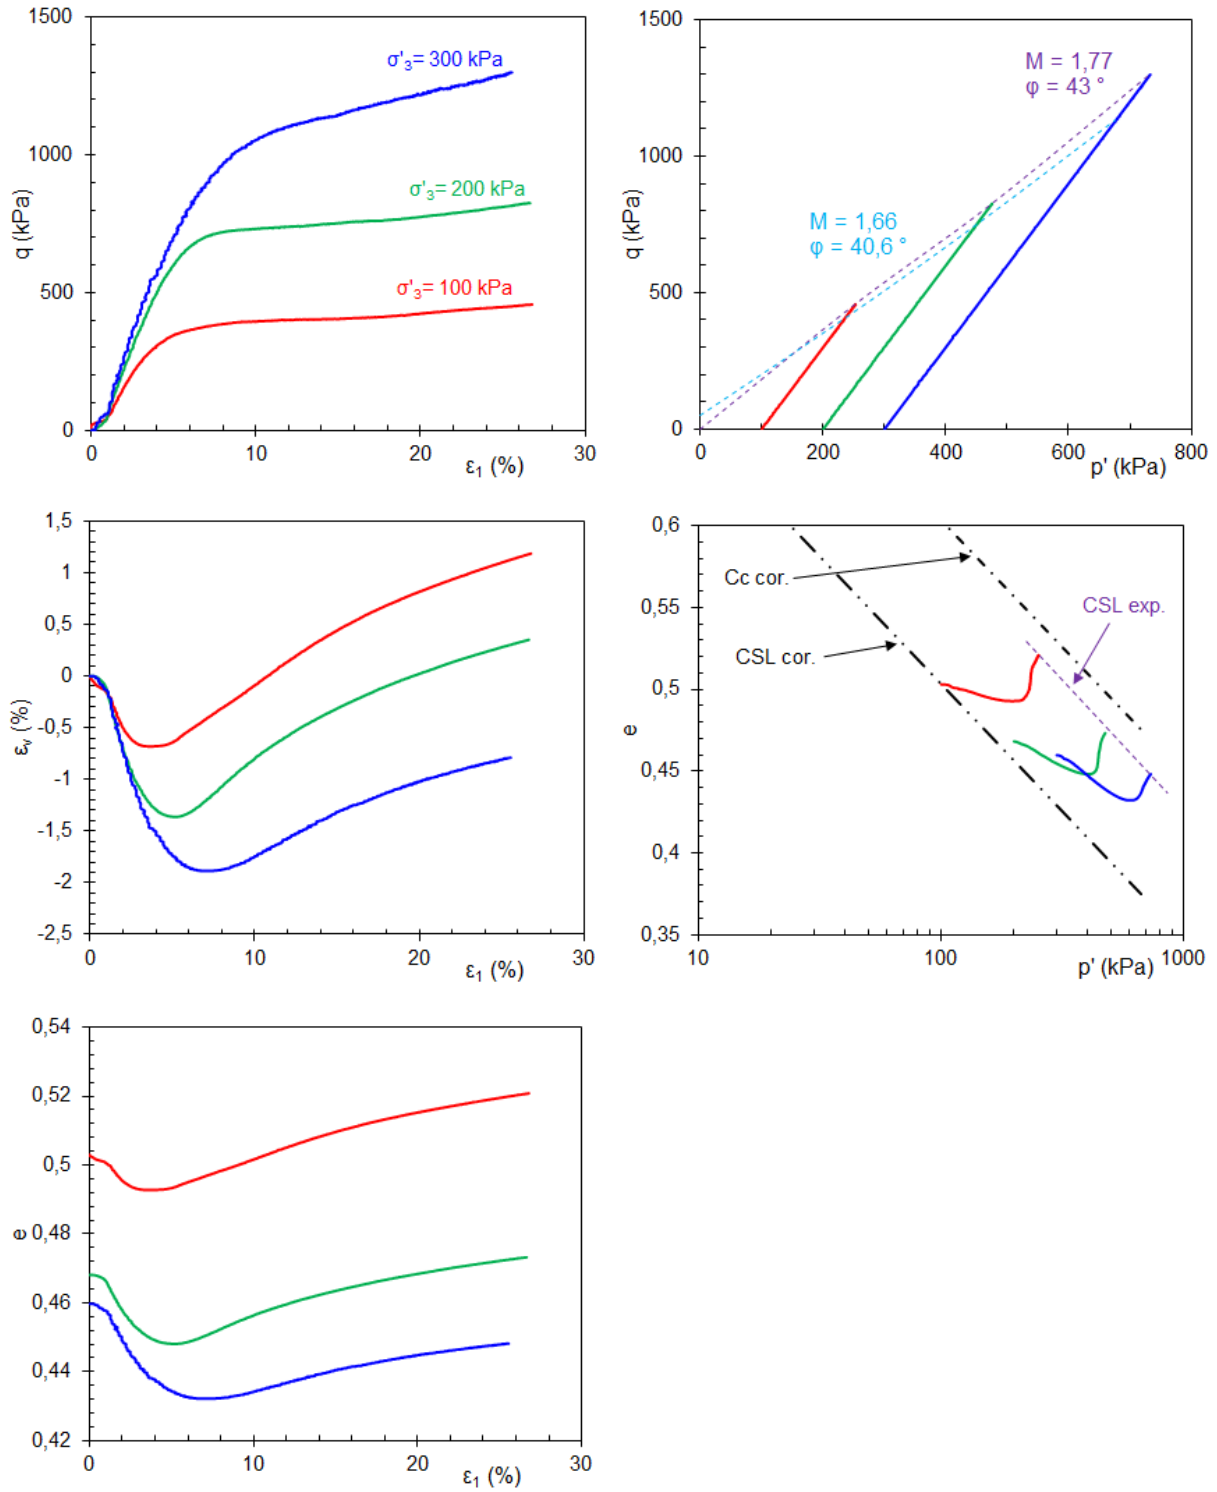 1500
1000
500
0
q (kPa)
σ'3= 300 kPa
σ'3= 200 kPa
σ'3= 100 kPa
0
10
20
30
ε1 (%)
1500
1000
500
0
q (kPa)
M = 1,77
φ = 43 °
M = 1,66
φ = 40,6 °
0
200
400
600
800
p' (kPa)
1,5
1
0,5
0
-0,5
-1
-1,5
-2
-2,5
εv (%)
0
10
20
30
ε1 (%)
0,6
0,55
0,5
0,45
0,4
0,35
e
Cc cor.
CSL exp.
CSL cor.
10
100
1000
p' (kPa)
0,54
0,52
0,5
0,48
0,46
0,44
0,42
e
0
10
20
30
ε1 (%)